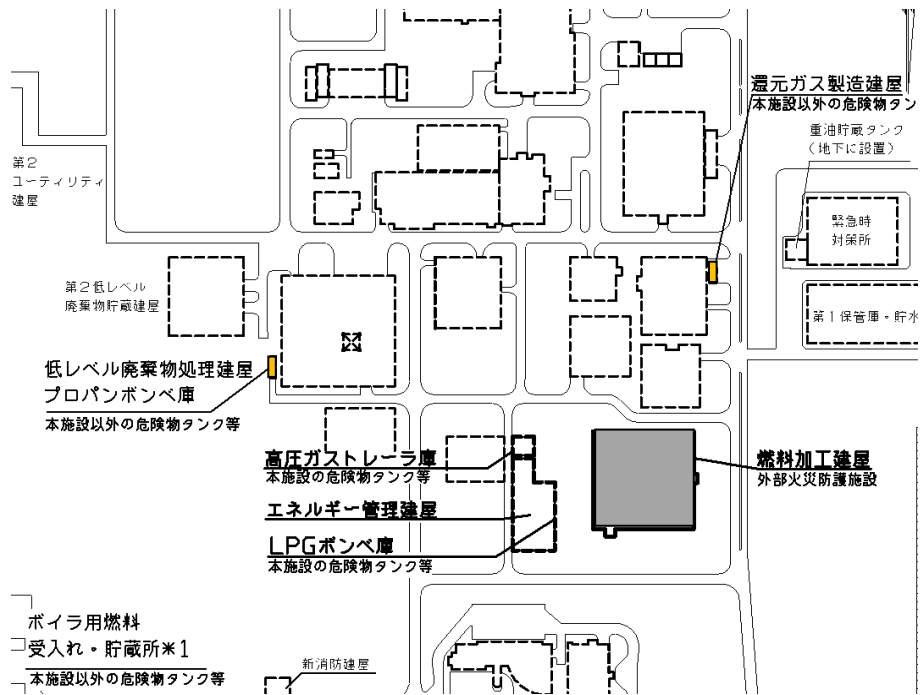 還元ガス製造建屋
本施設以外の危険物タン
重油貯蔵タンク
（地下に設置）
第2
ユーティリティ
建屋
緊急時
対策所
第2低レベル
廃棄物貯蔵建屋
第1保管庫・貯水
低レベル廃棄物処理建屋
プロパンボンベ庫
本施設以外の危険物タンク等
高圧ガストレーラ庫
本施設の危険物タンク等
燃料加工建屋
外部火災防護施設
エネルギー管理建屋
LPGボンベ庫
本施設の危険物タンク等
ボイラ用燃料
受入れ・貯蔵所※1
本施設以外の危険物タンク等
新消防建屋